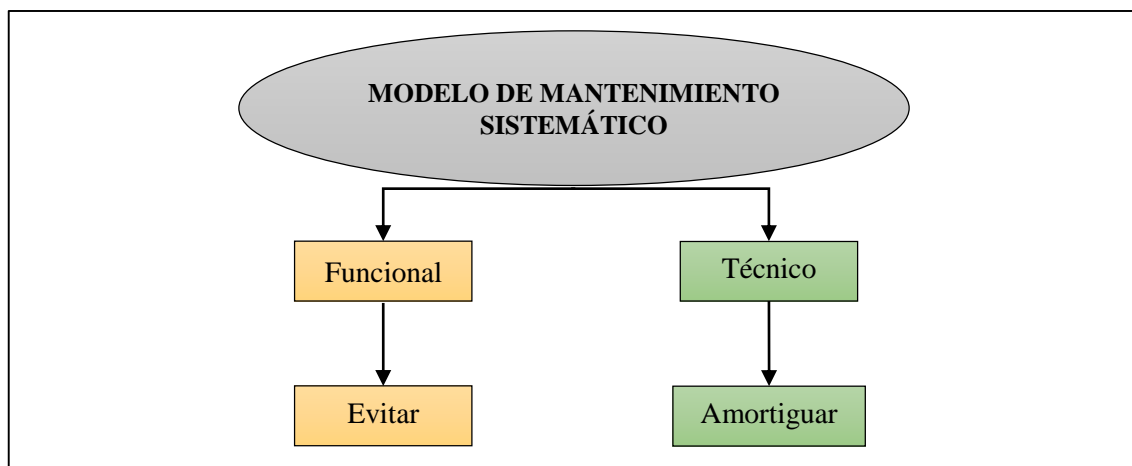 MODELO DE MANTENIMIENTO
SISTEMÁTICO
Funcional
Técnico
Evitar
Amortiguar